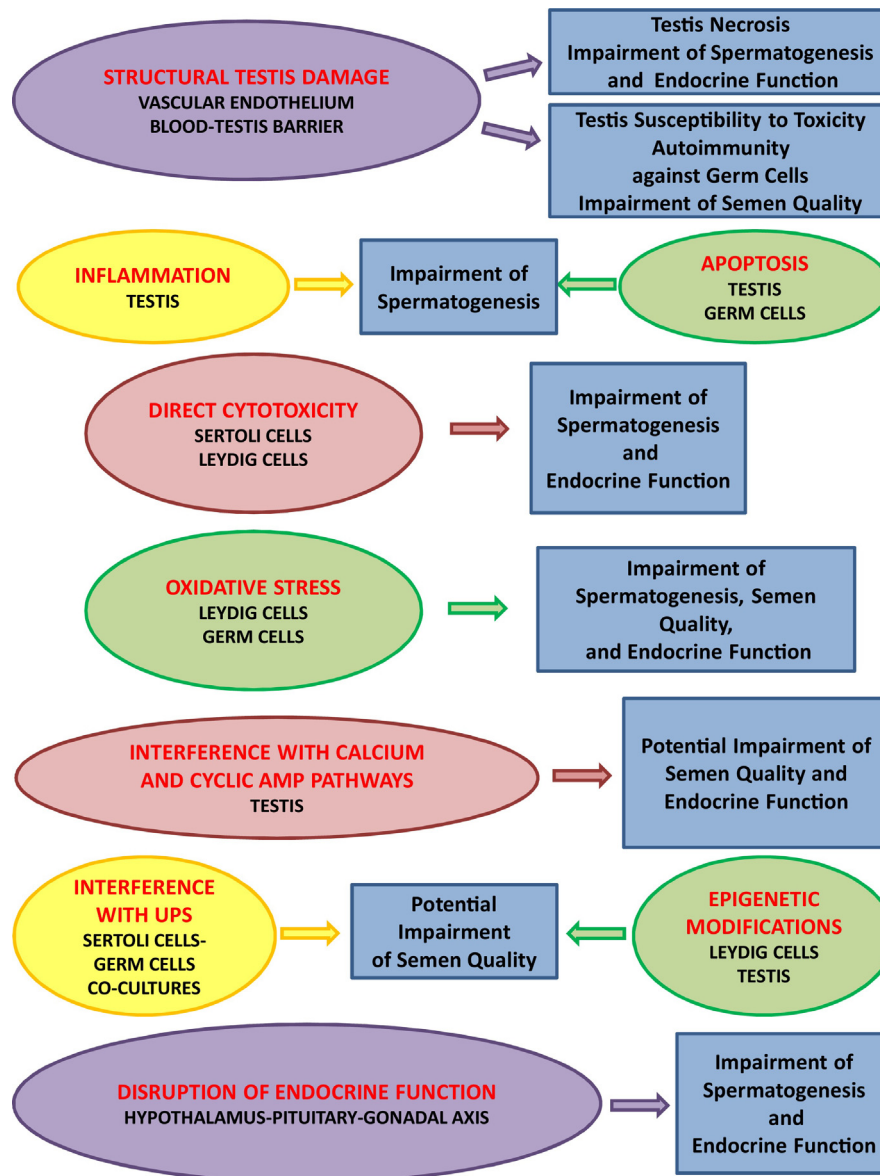 STRUCTURAL TESTIS DAMAGE
VASCULAR ENDOTHELIUM
BLOOD-TESTIS BARRIER
Testis Necrosis
Impairment of Spermatogenesis
and Endocrine Function
Testis Susceptibility to Toxicity
Autoimmunity
against Germ Cells
Impairment of Semen Quality
INFLAMMATION
TESTIS
Impairment of
Spermatogenesis
APOPTOSIS
TESTIS
GERM CELLS
DIRECT CYTOTOXICITY
SERTOLI CELLS
LEYDIG CELLS
Impairment of
Spermatogenesis
and
Endocrine Function
OXIDATIVE STRESS
LEYDIG CELLS
GERM CELLS
Impairment of
Spermatogenesis, Semen
Quality,
and Endocrine Function
INTERFERENCE WITH CALCIUM
AND CYCLIC AMP PATHWAYS
TESTIS
Potential Impairment of
Semen Quality and
Endocrine Function
INTERFERENCE
WITH UPS
SERTOLI CELLS-
GERM CELLS
CO-CULTURES
Potential
Impairment
of Semen Quality
EPIGENETIC
MODIFICATIONS
LEYDIG CELLS
TESTIS
DISRUPTION OF ENDOCRINE FUNCTION
HYPOTHALAMUS-PITUITARY-GONADAL AXIS
Impairment of
Spermatogenesis
and
Endocrine Function